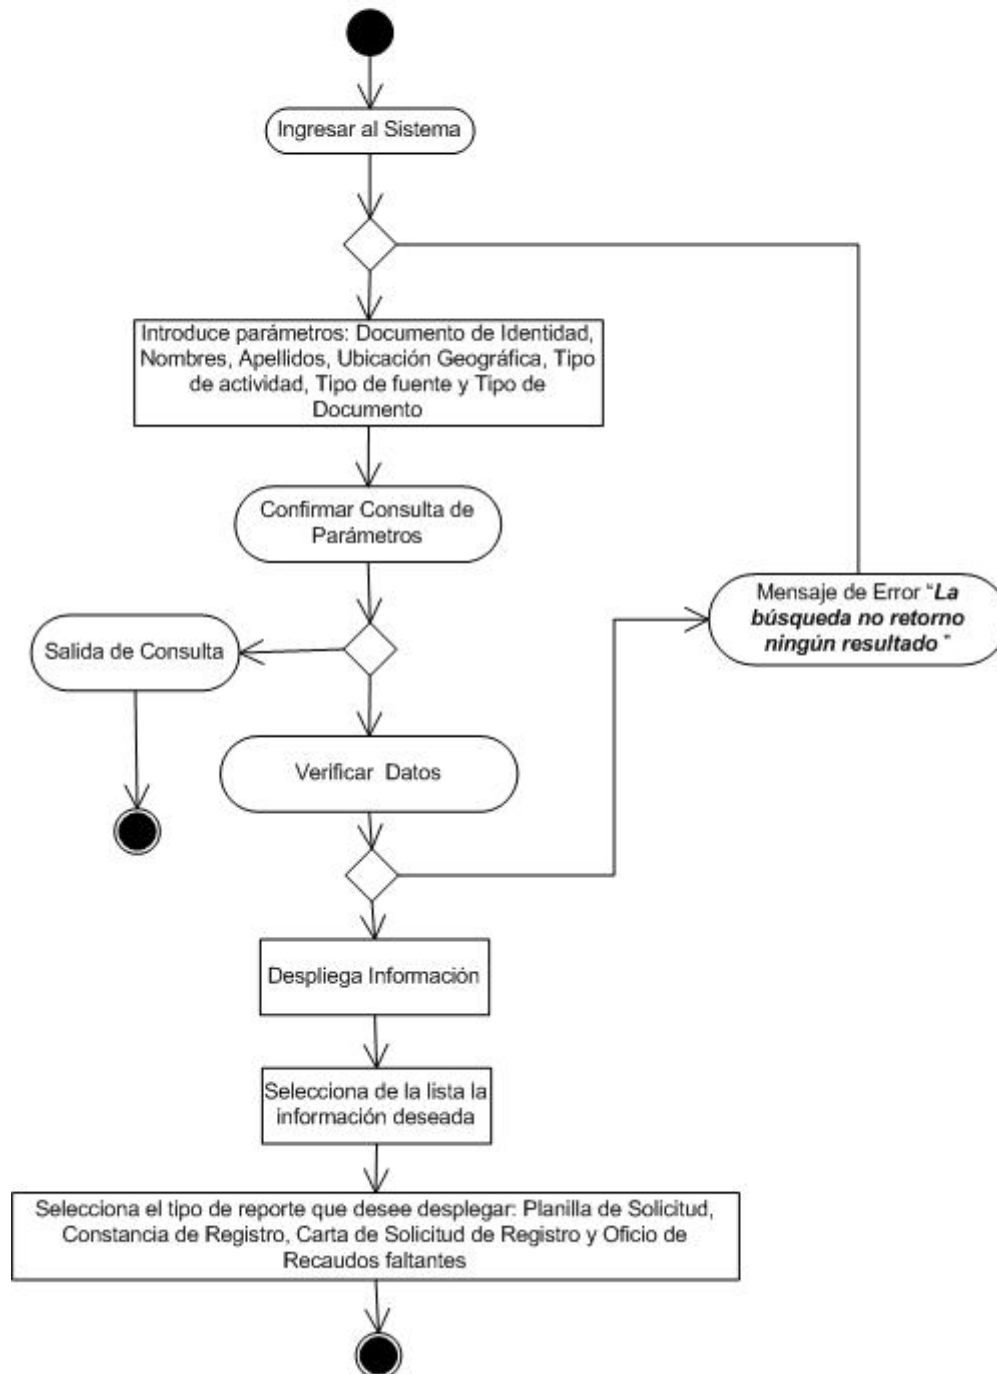 Ingresar al Sistema
Introduce parámetros: Documento de Identidad,
Nombres, Apellidos, Ubicación Geográfica, Tipo
de actividad, Tipo de fuente y Tipo de
Documento
Confirmar Consulta de
Parámetros
Mensaje de Error “La
búsqueda no retorno
ningún resultado ”
Salida de Consulta
Verificar Datos
Despliega Información
Selecciona de la lista la
información deseada
Selecciona el tipo de reporte que desee desplegar: Planilla de Solicitud,
Constancia de Registro, Carta de Solicitud de Registro y Oficio de
Recaudos faltantes